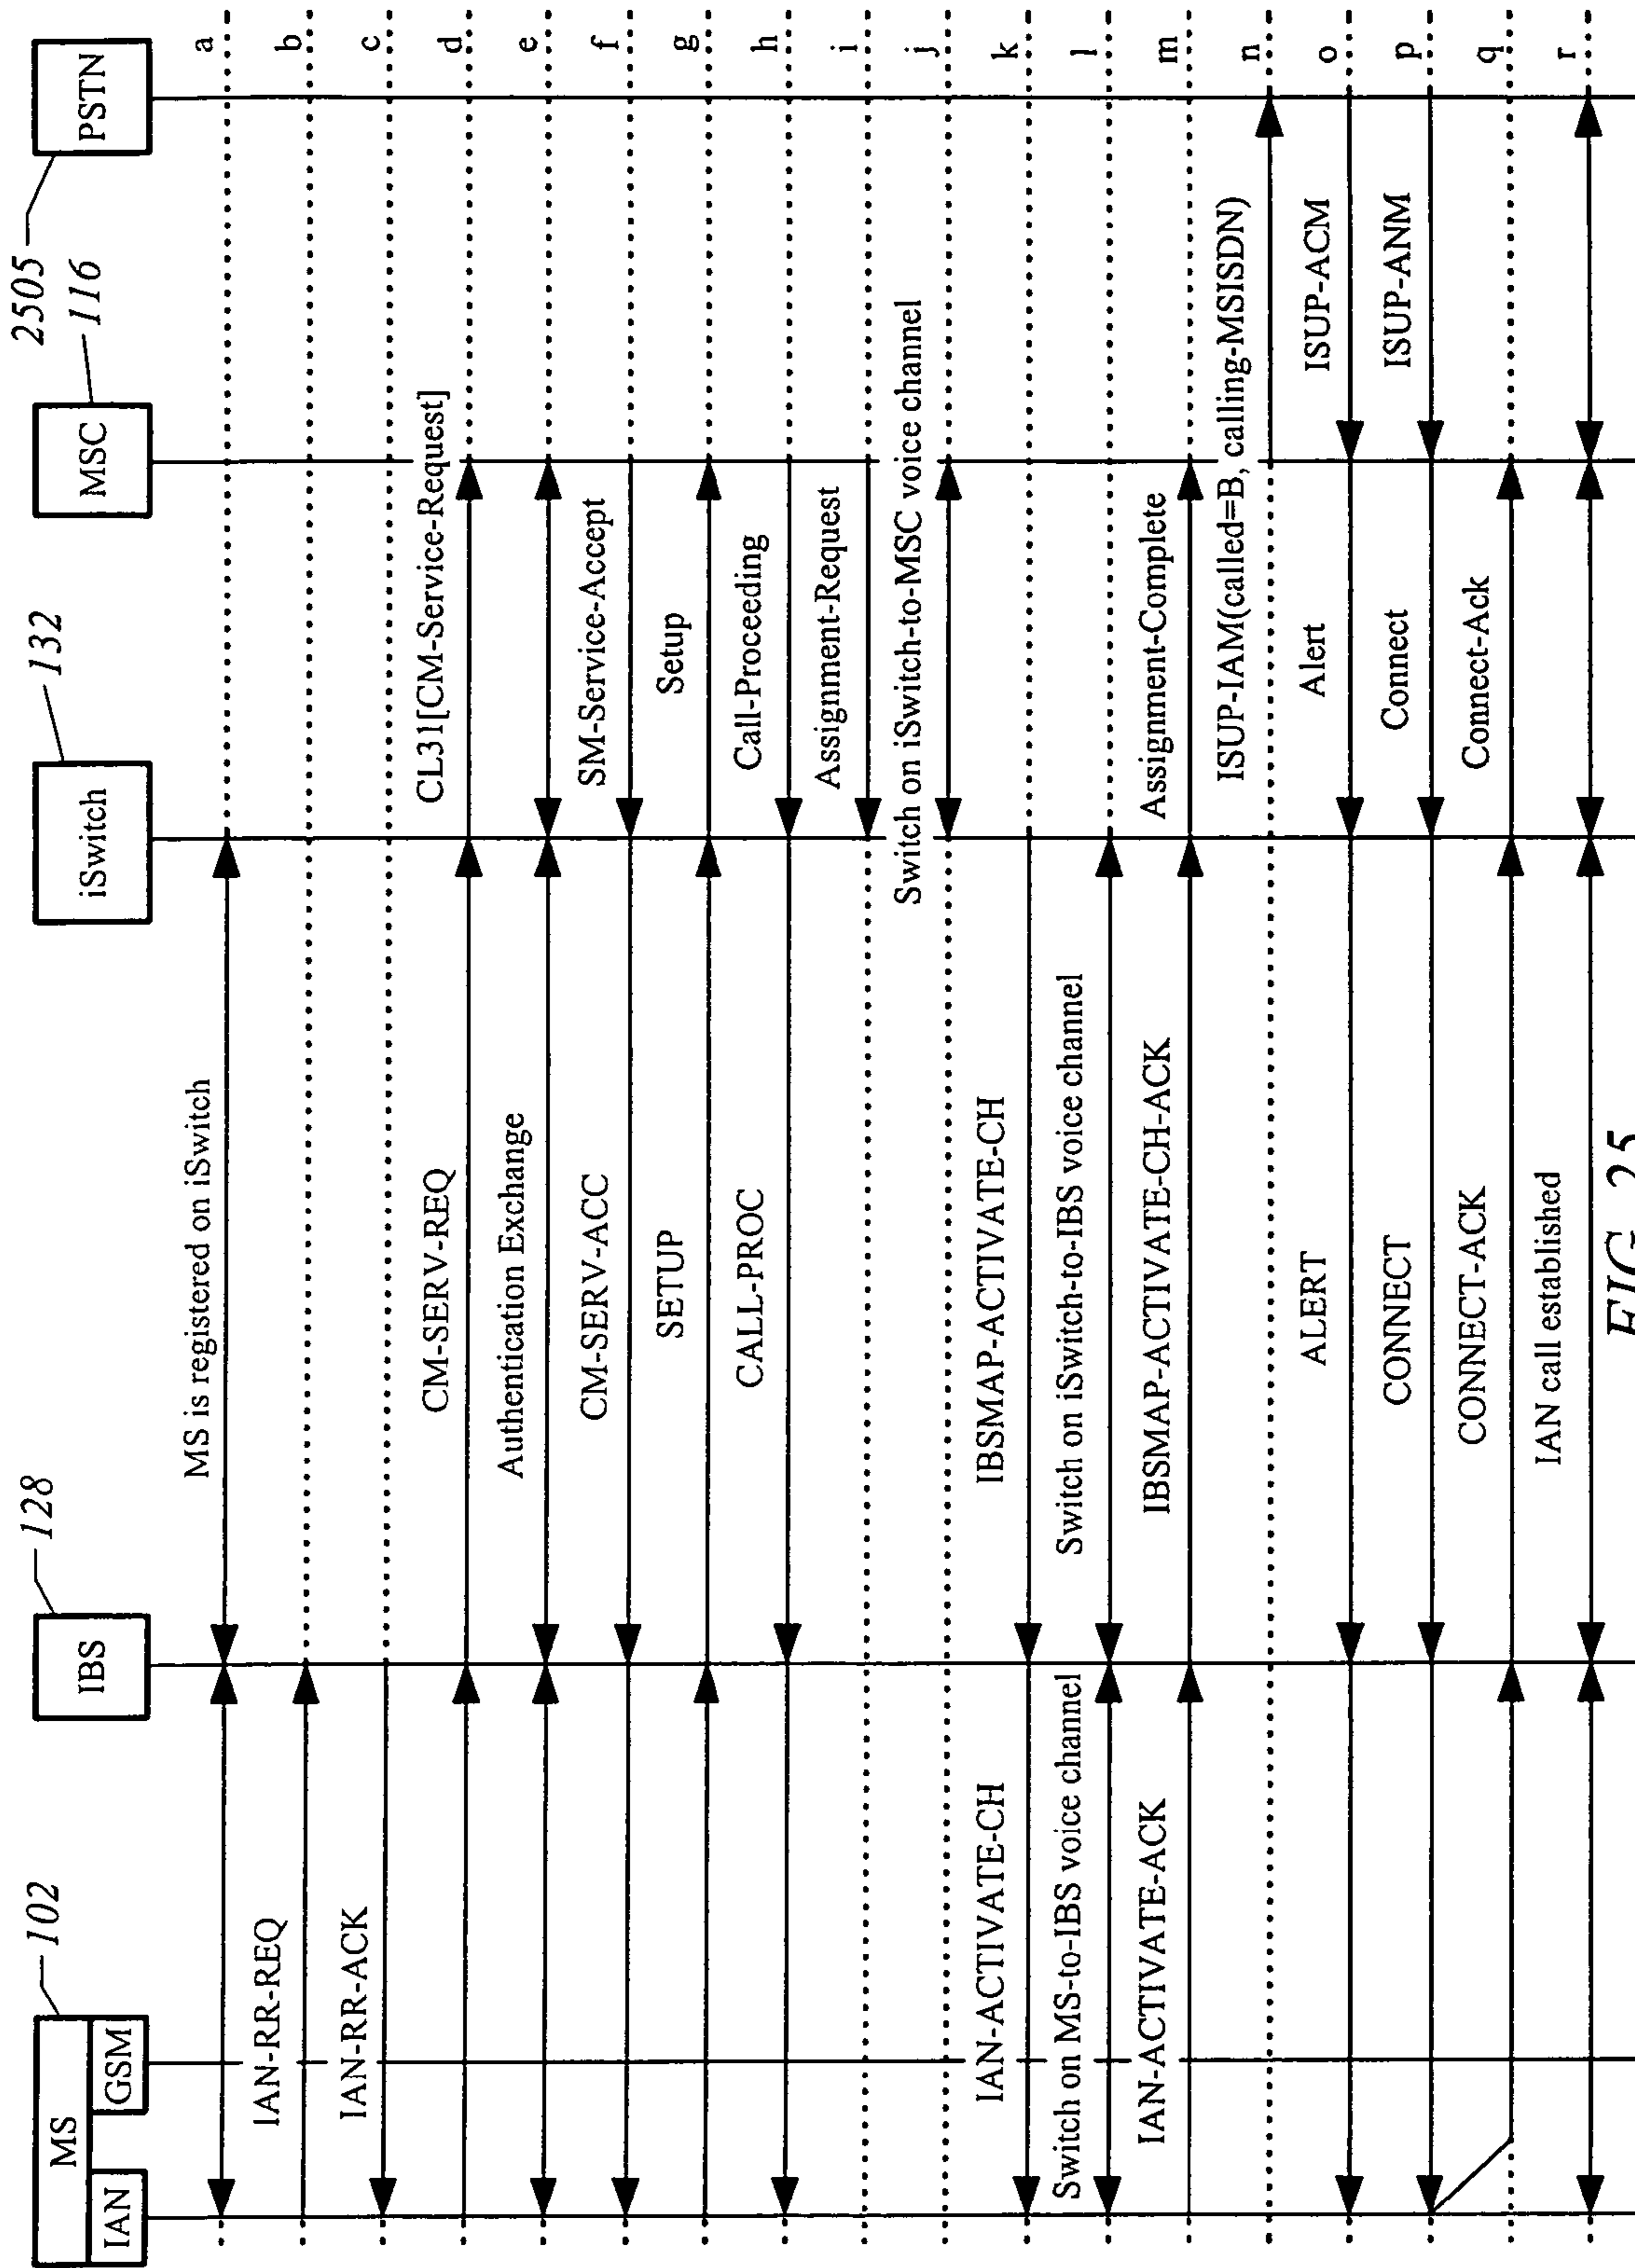 MS
102
IAN
GSM
IBS
128
iSwitch
132
MSC
116
PSTN
2505
a
MS is registered on iSwitch
b
IAN-RR-REQ
c
IAN-RR-ACK
d
CM-SERV-REQ
CL31[CM-Service-Request]
e
Authentication Exchange
f
CM-SERV-ACC
SM-Service-Accept
g
SETUP
Setup
h
CALL-PROC
Call-Proceeding
i
Assignment-Request
j
Switch on iSwitch-to-MSC voice channel
k
IAN-ACTIVATE-CH
IBSMAP-ACTIVATE-CH
l
Switch on MS-to-IBS voice channel
Switch on iSwitch-to-IBS voice channel
m
IAN-ACTIVATE-ACK
IBSMAP-ACTIVATE-CH-ACK
Assignment-Complete
n
ISUP-IAM(called=B, calling-MSISDN)
o
ALERT
Alert
ISUP-ACM
p
CONNECT
Connect
ISUP-ANM
q
CONNECT-ACK
Connect-Ack
r
IAN call established
FIG. 25